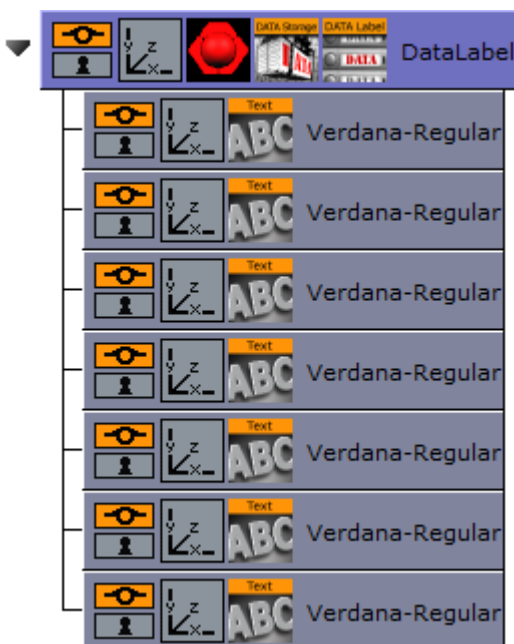 y z x DATA Storage DATA DATA Label DATA DataLabel
y z x Text ABC Verdana-Regular
y z x Text ABC Verdana-Regular
y z x Text ABC Verdana-Regular
y z x Text ABC Verdana-Regular
y z x Text ABC Verdana-Regular
y z x Text ABC Verdana-Regular
y z x Text ABC Verdana-Regular